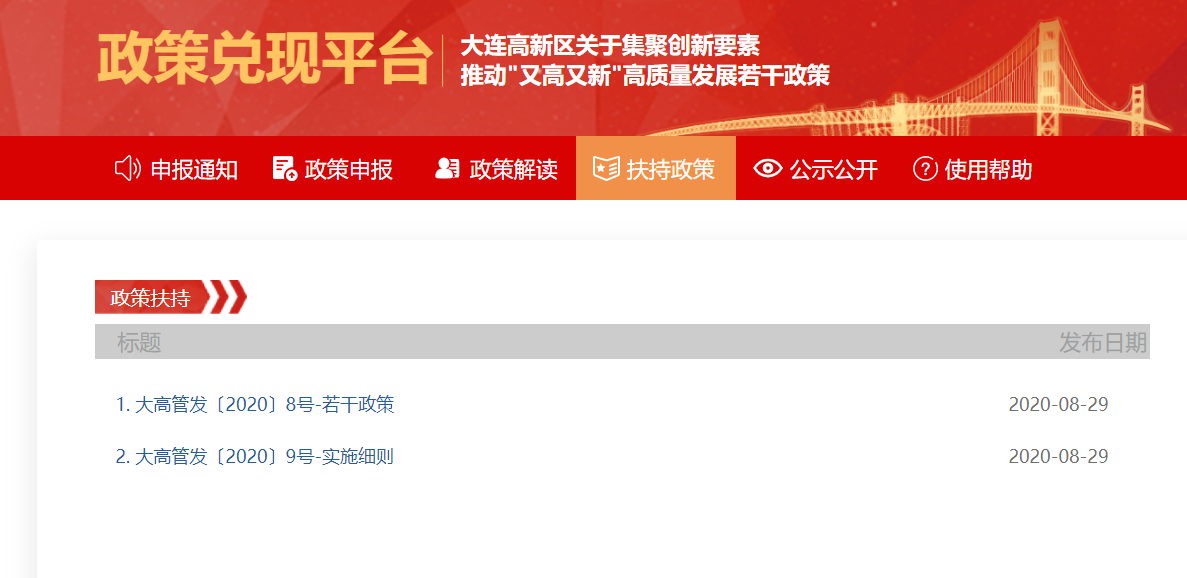 政策兑现平台
大连高新区关于集聚创新要素
推动"又高又新"高质量发展若干政策
申报通知 政策申报 政策解读 扶持政策 公示公开 ? 使用帮助
政策扶持
标题 发布日期
1. 大高管发〔2020〕8号-若干政策 2020-08-29
2. 大高管发〔2020〕9号-实施细则 2020-08-29